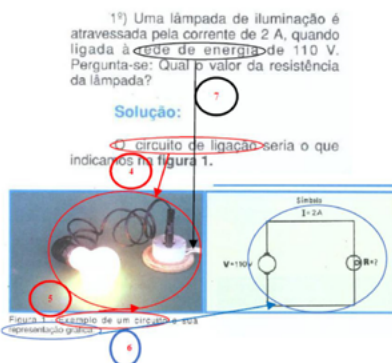 1º) Uma lâmpada de iluminação é
atravessada pela corrente de 2 A, quando
ligada à rede de energia de 110 V.
Pergunta-se: Qual o valor da resistência
da lâmpada?
7
Solução:
O circuito de ligação seria o que
indicamos na figura 1.
4
Símbolo
I=2A
V=110V
R=?
5
Figura 1 Exemplo de um circuito e sua
representação gráfica
6